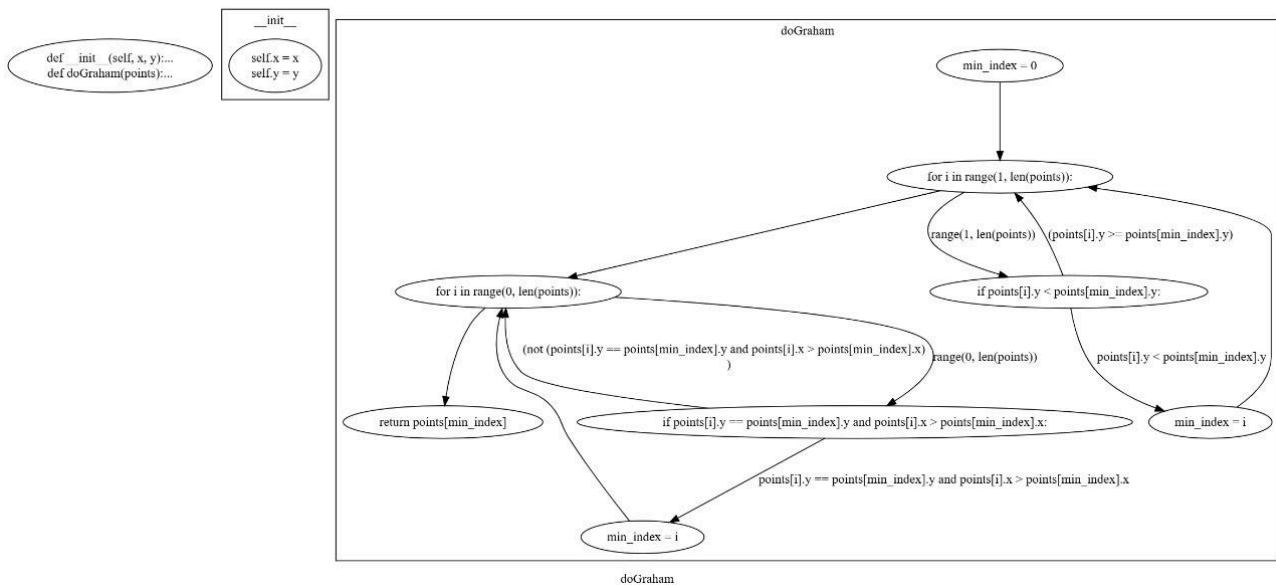 def __init__(self, x, y):...
def doGraham(points):...
__init__
self.x = x
self.y = y
doGraham
min_index = 0
for i in range(1, len(points)):
range(1, len(points))
(points[i].y >= points[min_index].y)
for i in range(0, len(points)):
if points[i].y < points[min_index].y:
(not (points[i].y == points[min_index].y and points[i].x > points[min_index].x)
)
range(0, len(points))
points[i].y < points[min_index].y
return points[min_index]
if points[i].y == points[min_index].y and points[i].x > points[min_index].x:
min_index = i
points[i].y == points[min_index].y and points[i].x > points[min_index].x
min_index = i
doGraham